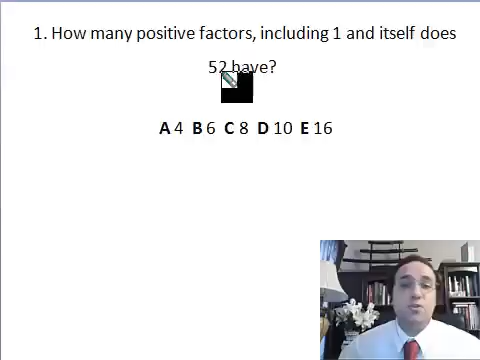 1. How many positive factors, including 1 and itself does
52 have?
A 4 B 6 C 8 D 10 E 16